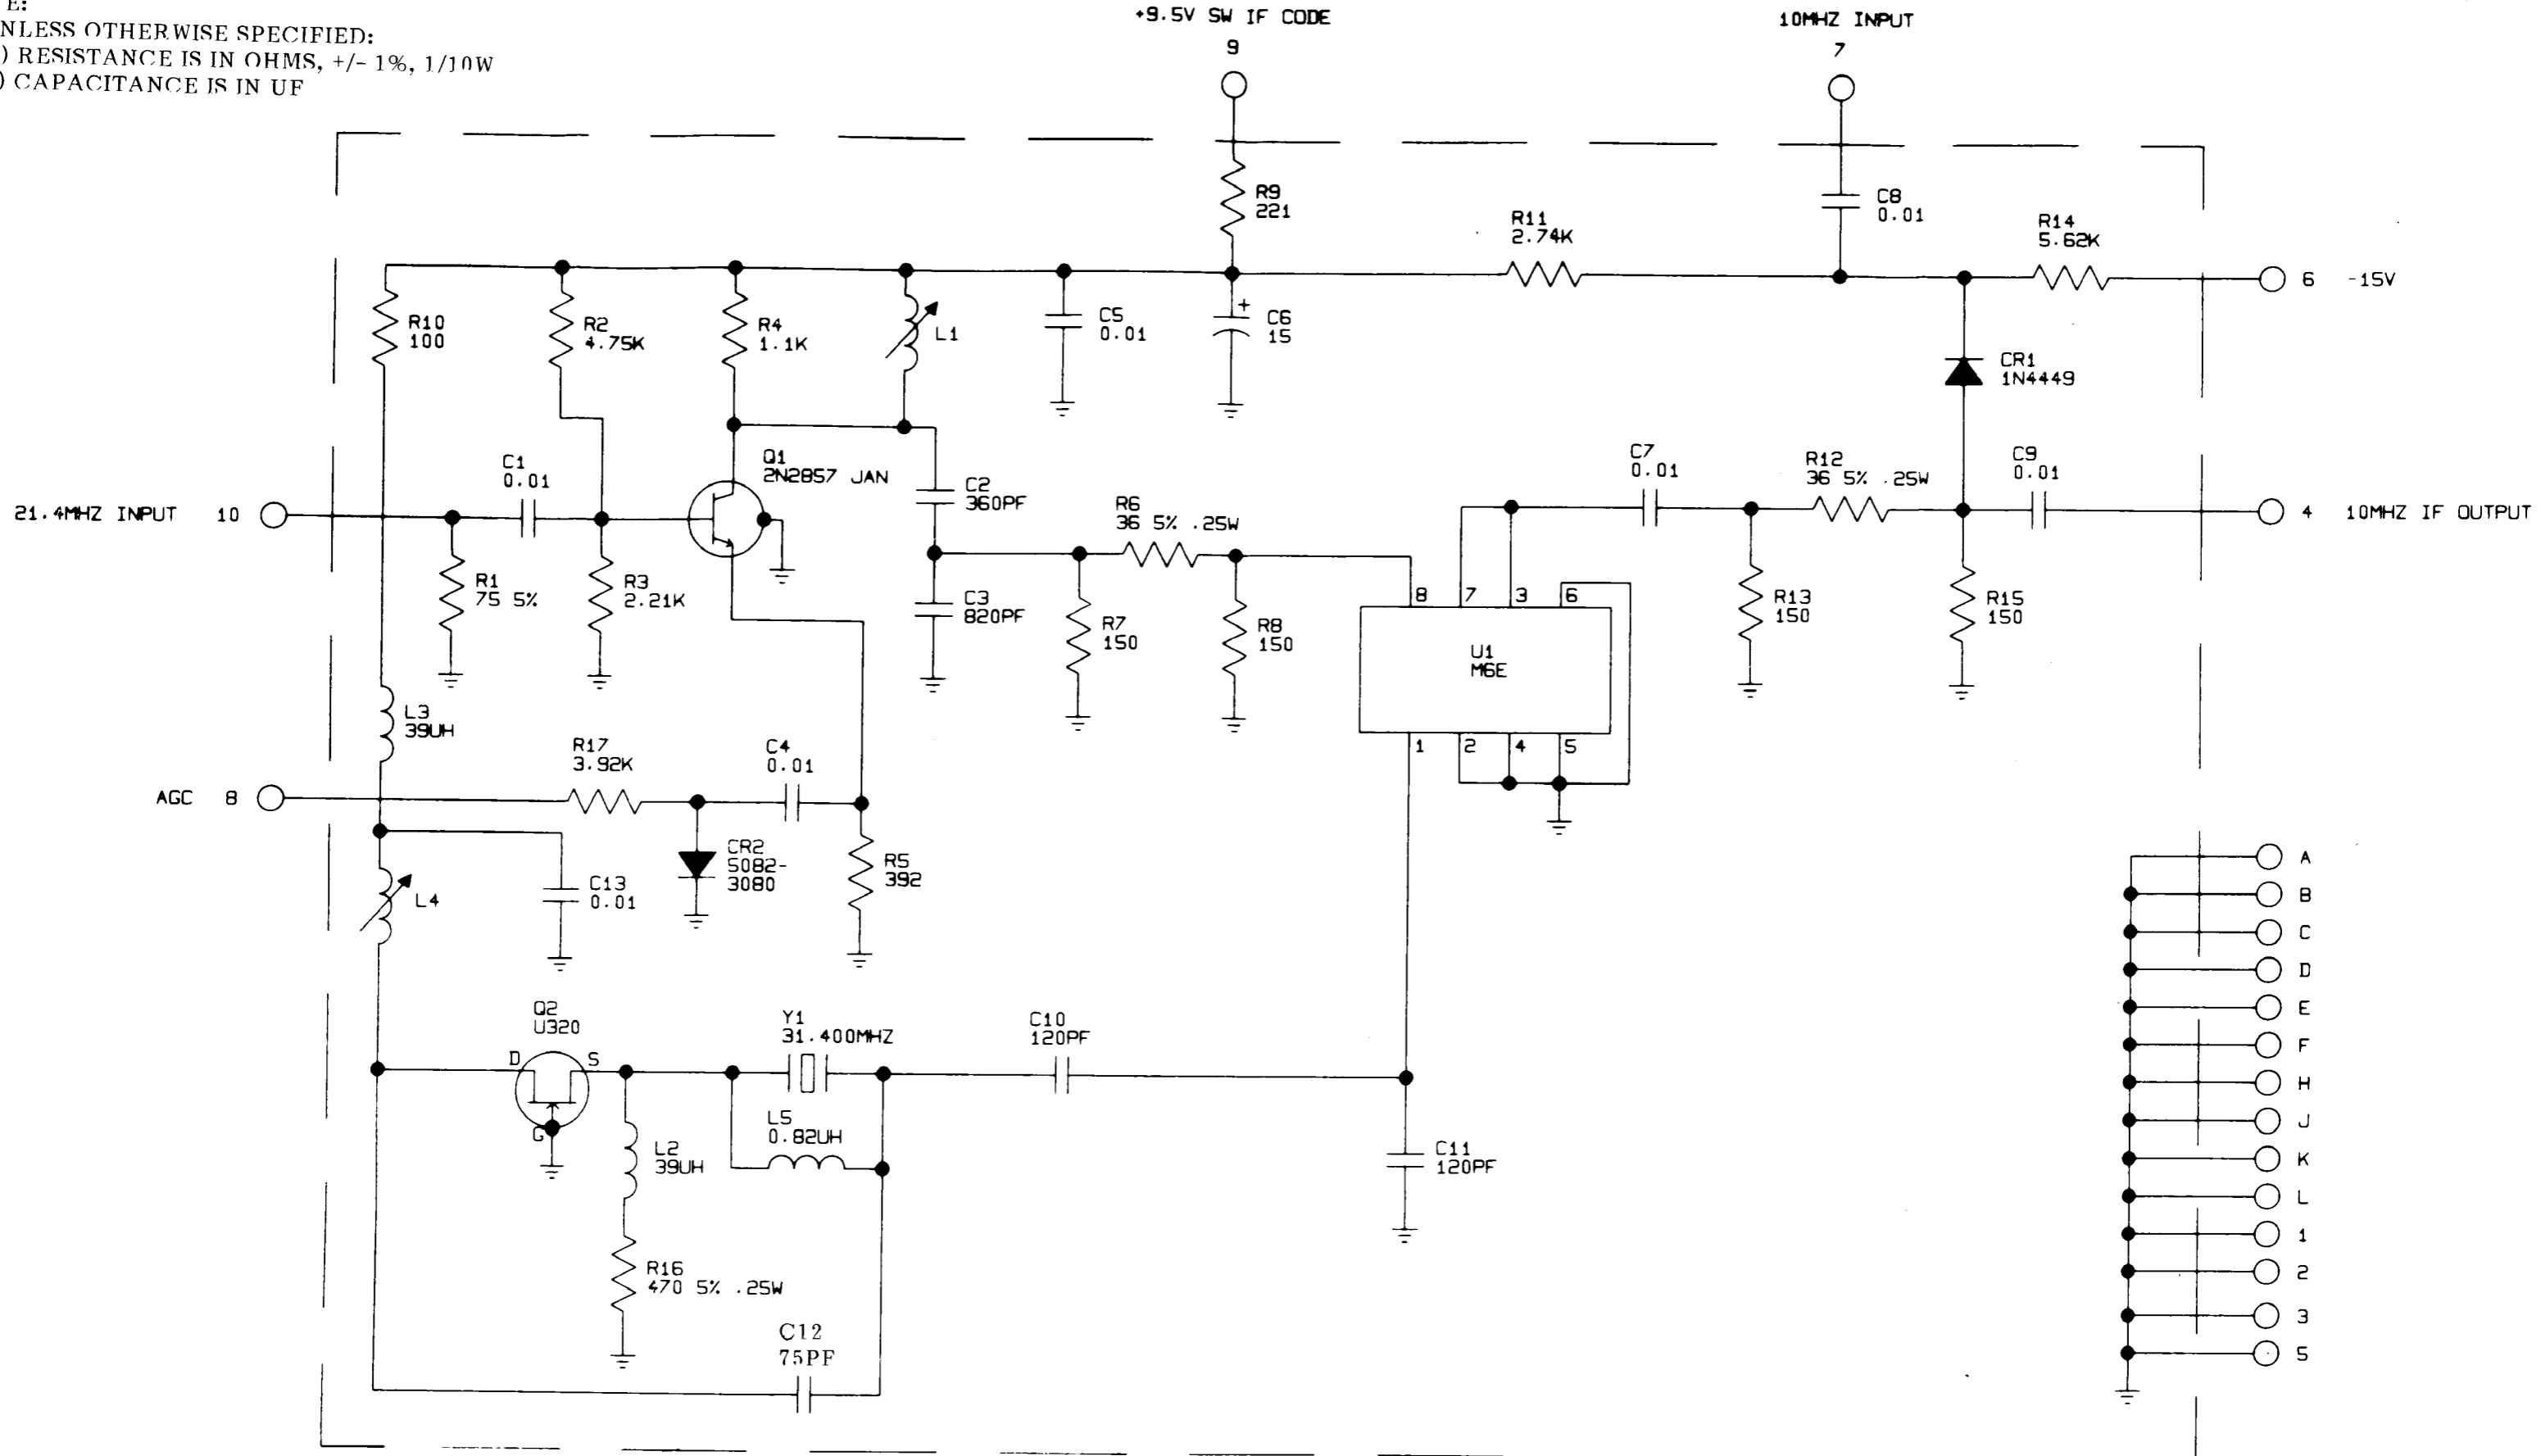 E:
NLESS OTHERWISE SPECIFIED:
) RESISTANCE IS IN OHMS, +/- 1%, 1/10W
) CAPACITANCE IS IN UF
+9.5V SW IF CODE
9
10MHZ INPUT
7
R9
221
C8
0.01
R11
2.74K
R14
5.62K
6 -15V
R10
100
R2
4.75K
R4
1.1K
L1
C5
0.01
+
C6
15
CR1
1N4449
C1
0.01
Q1
2N2857 JAN
C2
360PF
R6
36 5% .25W
C7
0.01
R12
36 5% .25W
C9
0.01
21.4MHZ INPUT 10
4 10MHZ IF OUTPUT
R1
75 5%
R3
2.21K
C3
820PF
R7
150
R8
150
8 7 3 6
U1
M6E
1 2 4 5
R13
150
R15
150
L3
39UH
R17
3.92K
C4
0.01
AGC 8
CR2
5082-
3080
R5
392
C13
0.01
L4
Q2
U320
D S
G
Y1
31.400MHZ
C10
120PF
L5
0.82UH
L2
39UH
C11
120PF
R16
470 5% .25W
C12
75PF
A
B
C
D
E
F
H
J
K
L
1
2
3
5